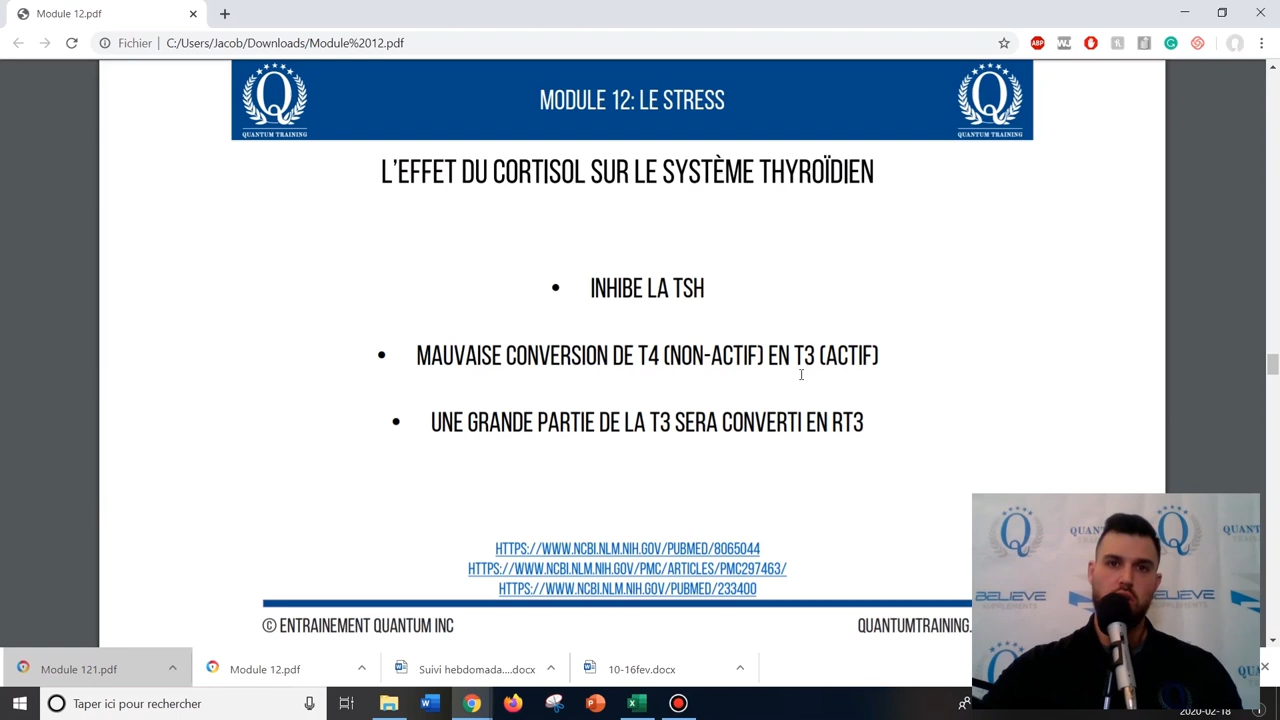 Module 12.pdf
Fichier
C:/Users/Jacob/Downloads/Module%2012.pdf
ABP
QUANTUM TRAINING
MODULE 12: LE STRESS
QUANTUM TRAINING
L'EFFET DU CORTISOL SUR LE SYSTÈME THYROÏDIEN
• INHIBE LA TSH
• MAUVAISE CONVERSION DE T4 (NON-ACTIF) EN T3 (ACTIF)
• UNE GRANDE PARTIE DE LA T3 SERA CONVERTI EN RT3
HTTPS://WWW.NCBI.NLM.NIH.GOV/PUBMED/8065044
HTTPS://WWW.NCBI.NLM.NIH.GOV/PMC/ARTICLES/PMC297463/
HTTPS://WWW.NCBI.NLM.NIH.GOV/PUBMED/233400
© ENTRAINEMENT QUANTUM INC
QUANTUMTRAINING.
BELIEVE
SUPPLEMENTS
Module 121.pdf
Module 12.pdf
Suivi hebdomada....docx
10-16fev.docx
Taper ici pour rechercher
2020-02-18